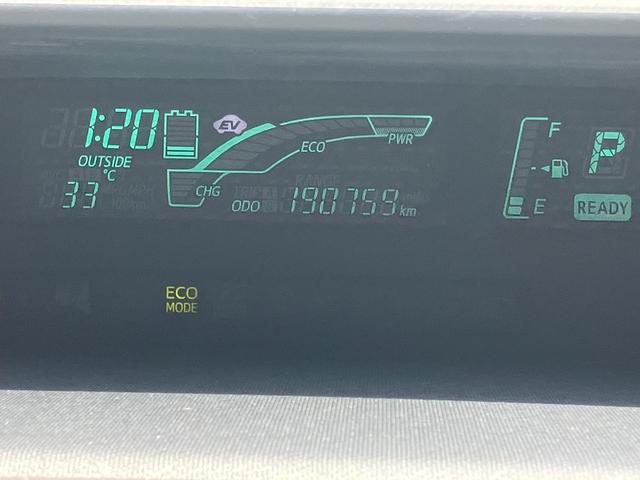 1:20
EV
F
P
ECO
PWR
OUTSIDE
°C
33
CHG
ODO 190759 km
E
READY
ECO
MODE